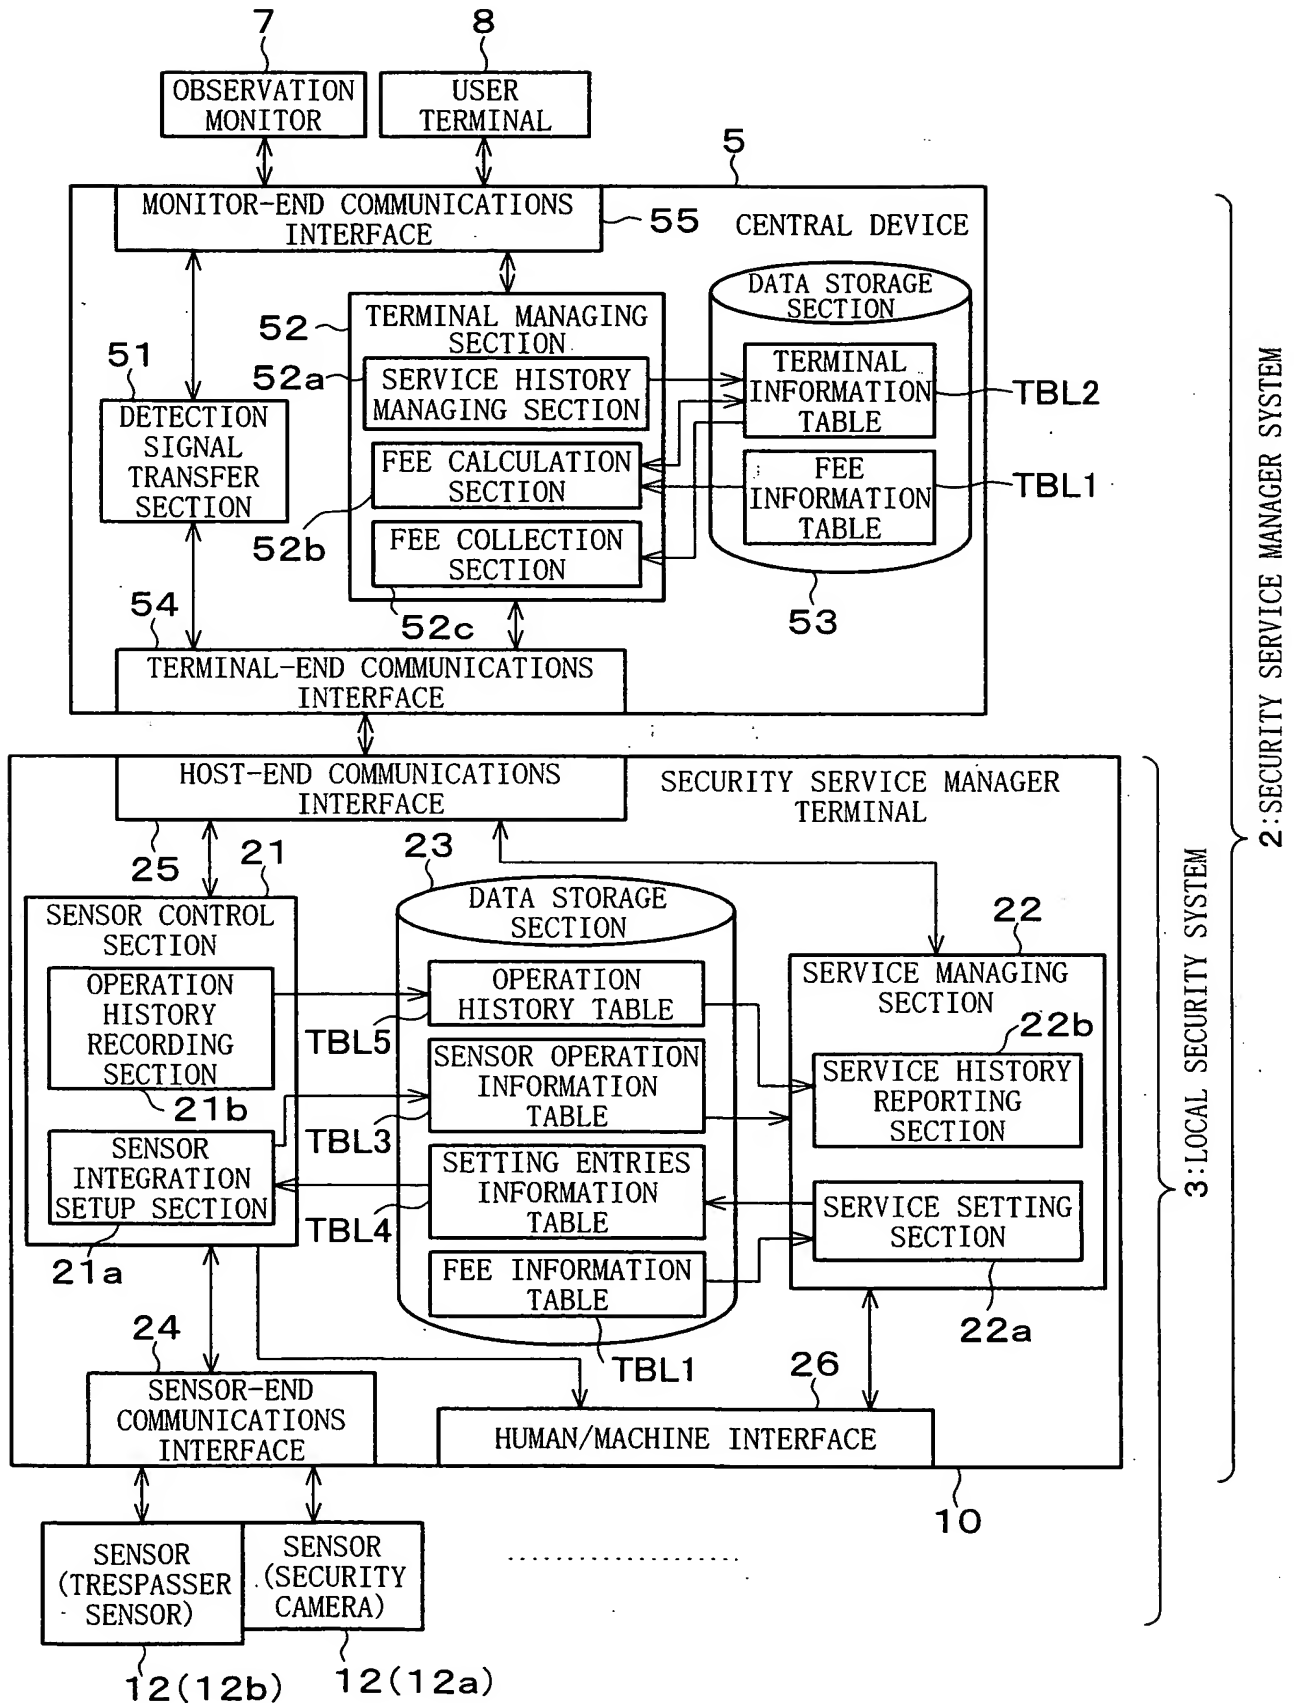 7
8
OBSERVATION
MONITOR
USER
TERMINAL
5
MONITOR-END COMMUNICATIONS
INTERFACE
55
CENTRAL DEVICE
DATA STORAGE
SECTION
52
TERMINAL MANAGING
SECTION
51
52a
SERVICE HISTORY
MANAGING SECTION
TERMINAL
INFORMATION
TABLE
TBL2
DETECTION
SIGNAL
TRANSFER
SECTION
FEE CALCULATION
SECTION
52b
FEE
INFORMATION
TABLE
TBL1
FEE COLLECTION
SECTION
54
52c
53
TERMINAL-END COMMUNICATIONS
INTERFACE
2:SECURITY SERVICE MANAGER SYSTEM
HOST-END COMMUNICATIONS
INTERFACE
SECURITY SERVICE MANAGER
TERMINAL
25
21
23
SENSOR CONTROL
SECTION
DATA STORAGE
SECTION
22
SERVICE MANAGING
SECTION
OPERATION
HISTORY
RECORDING
SECTION
21b
OPERATION
HISTORY TABLE
TBL5
22b
SENSOR OPERATION
INFORMATION
TABLE
TBL3
SERVICE HISTORY
REPORTING
SECTION
SENSOR
INTEGRATION
SETUP SECTION
21a
SETTING ENTRIES
INFORMATION
TABLE
TBL4
SERVICE SETTING
SECTION
22a
FEE INFORMATION
TABLE
TBL1
3:LOCAL SECURITY SYSTEM
24
26
SENSOR-END
COMMUNICATIONS
INTERFACE
HUMAN/MACHINE INTERFACE
10
SENSOR
(TRESPASSER
SENSOR)
SENSOR
(SECURITY
CAMERA)
12(12b)
12(12a)